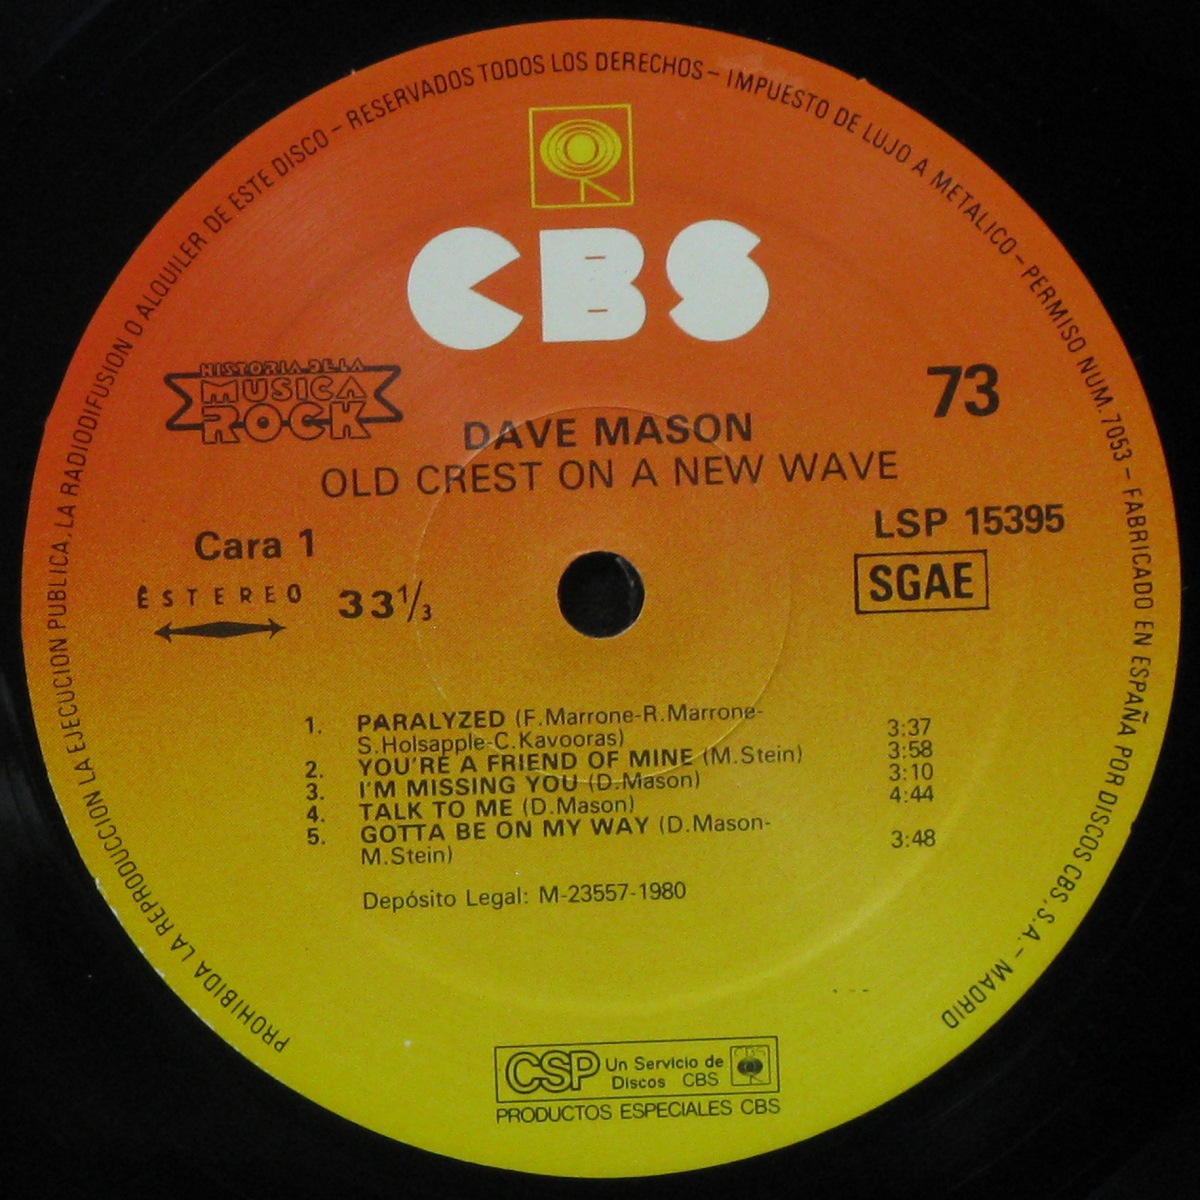 PROHIBIDA LA REPRODUCCION LA EJECUCION PUBLICA, LA RADIODIFUSION O ALQUILER DE ESTE DISCO – RESERVADOS TODOS LOS DERECHOS – IMPUESTO DE LUJO A METALICO – PERMISO NUM. 7053 – FABRICADO EN ESPAÑA POR DISCOS CBS, S.A. – MADRID
CBS
HISTORIA DE LA
MUSICA
ROCK
73
DAVE MASON
OLD CREST ON A NEW WAVE
LSP 15395
Cara 1
SGAE
ESTEREO 33 1/3
1. PARALYZED (F.Marrone-R.Marrone-
S.Holsapple-C.Kavooras) 3:37
2. YOU'RE A FRIEND OF MINE (M.Stein) 3:58
3. I'M MISSING YOU (D.Mason) 3:10
4. TALK TO ME (D.Mason) 4:44
5. GOTTA BE ON MY WAY (D.Mason-
M.Stein) 3:48
Depósito Legal: M-23557-1980
CSP Un Servicio de
Discos CBS
CBS
PRODUCTOS ESPECIALES CBS